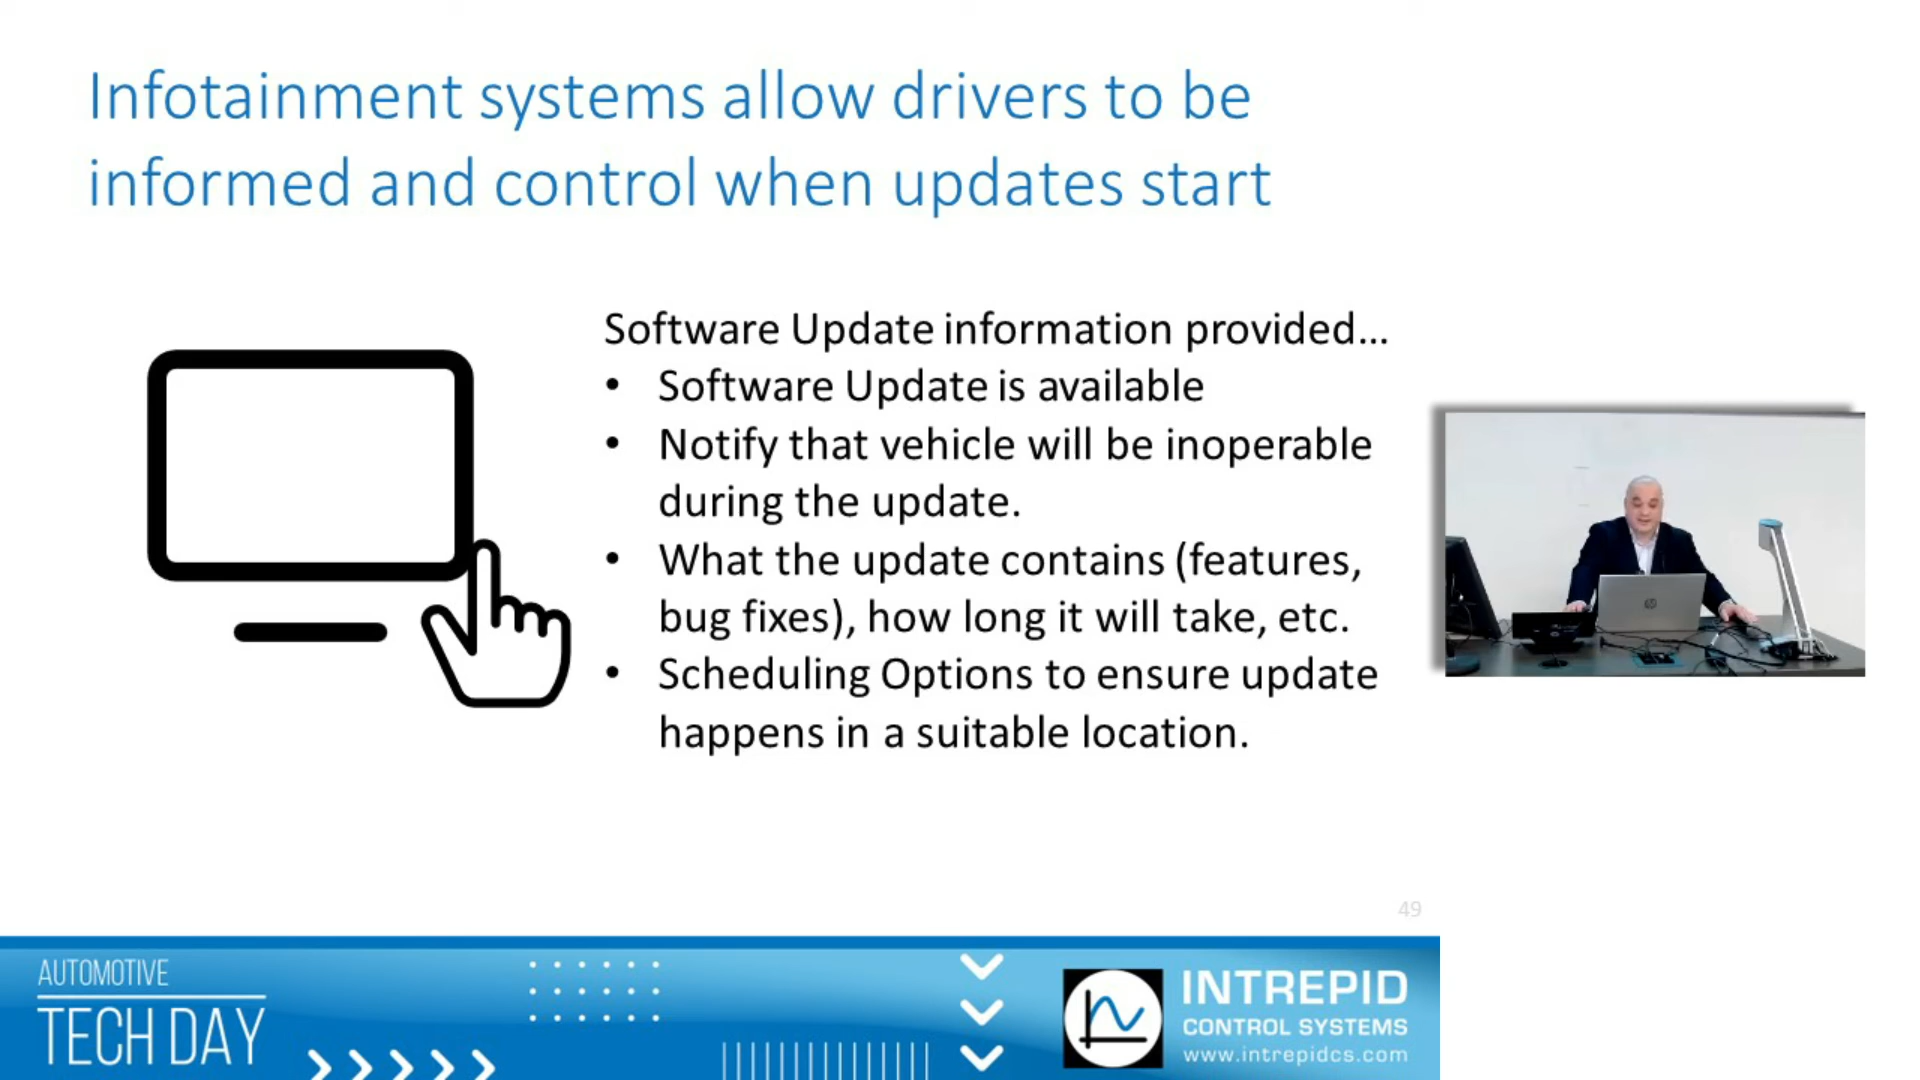 Infotainment systems allow drivers to be
informed and control when updates start
Software Update information provided...
• Software Update is available
• Notify that vehicle will be inoperable
during the update.
• What the update contains (features,
bug fixes), how long it will take, etc.
• Scheduling Options to ensure update
happens in a suitable location.
49
AUTOMOTIVE
TECH DAY
INTREPID
CONTROL SYSTEMS
www.intrepidcs.com